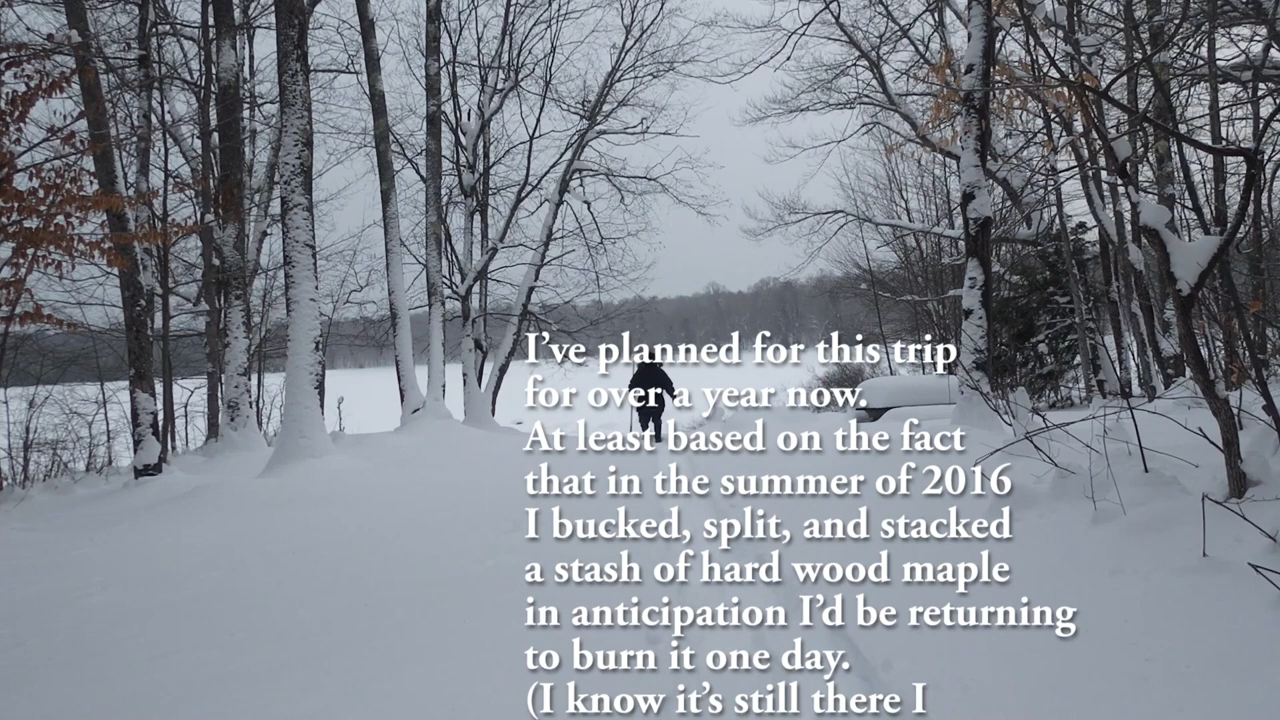 I’ve planned for this trip
for over a year now.
At least based on the fact
that in the summer of 2016
I bucked, split, and stacked
a stash of hard wood maple
in anticipation I’d be returning
to burn it one day.
(I know it’s still there I